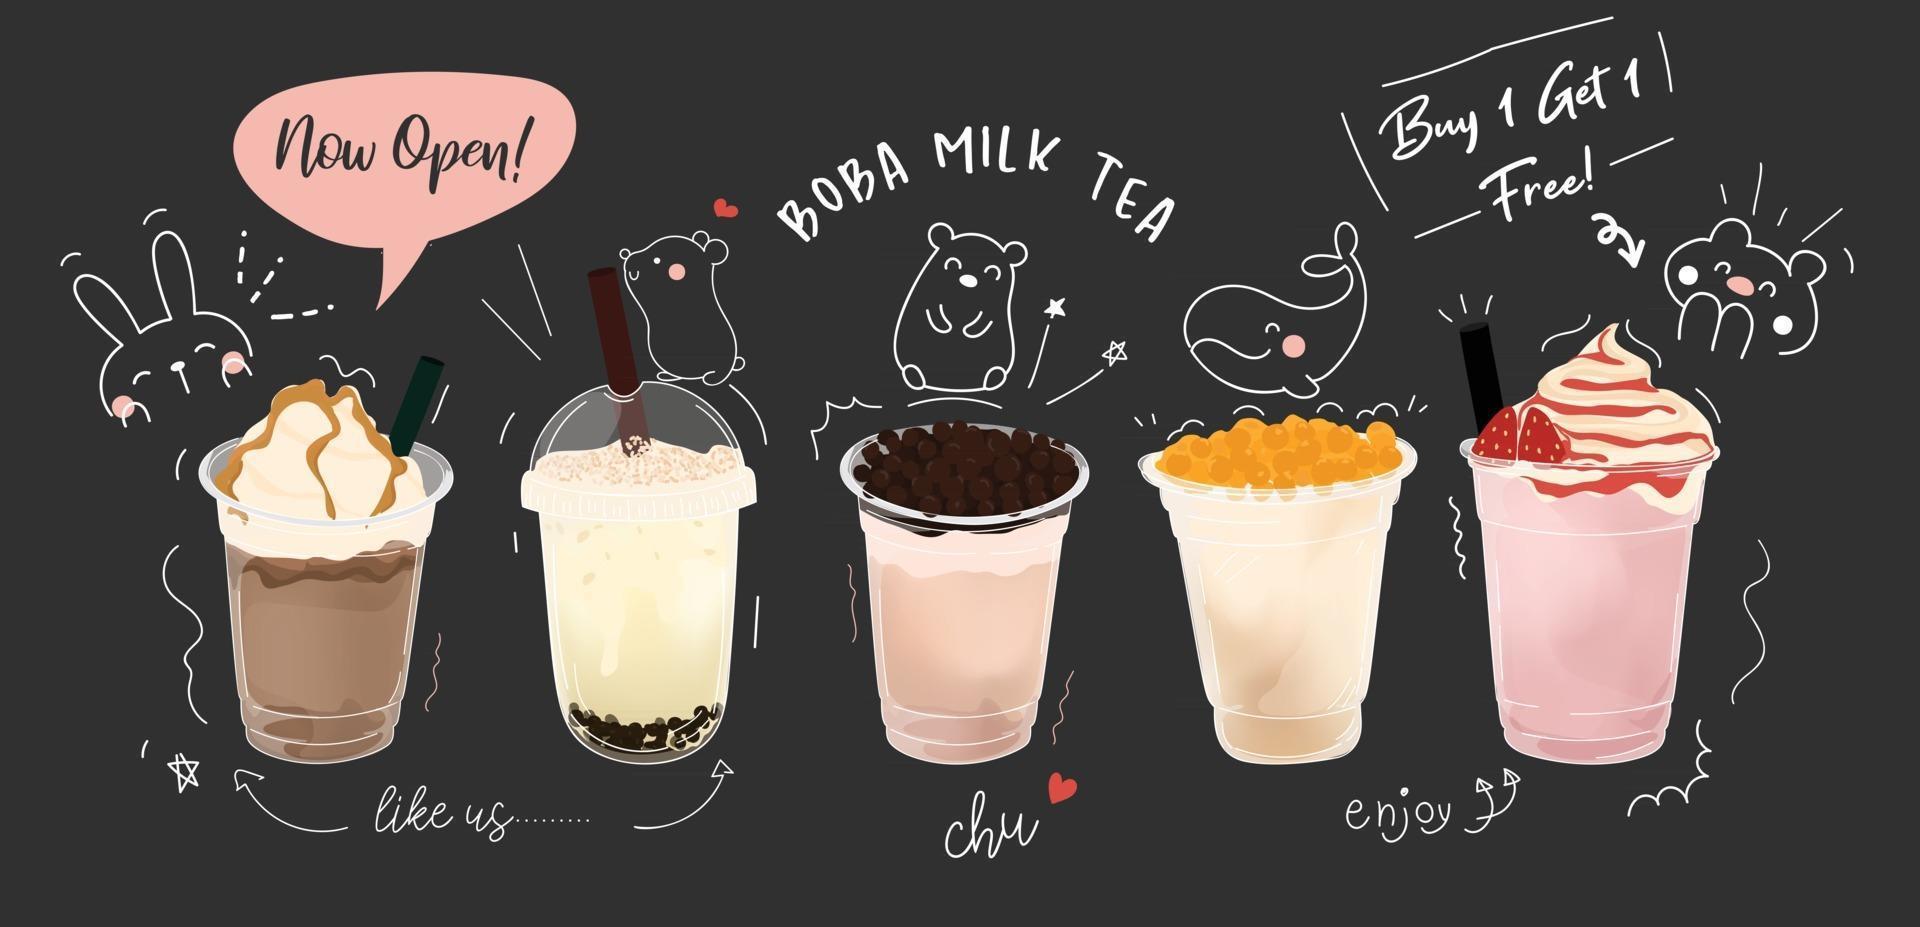 Now Open!
BOBA MILK TEA
Buy 1 Get 1
Free!
like us.........
chu
enjoy